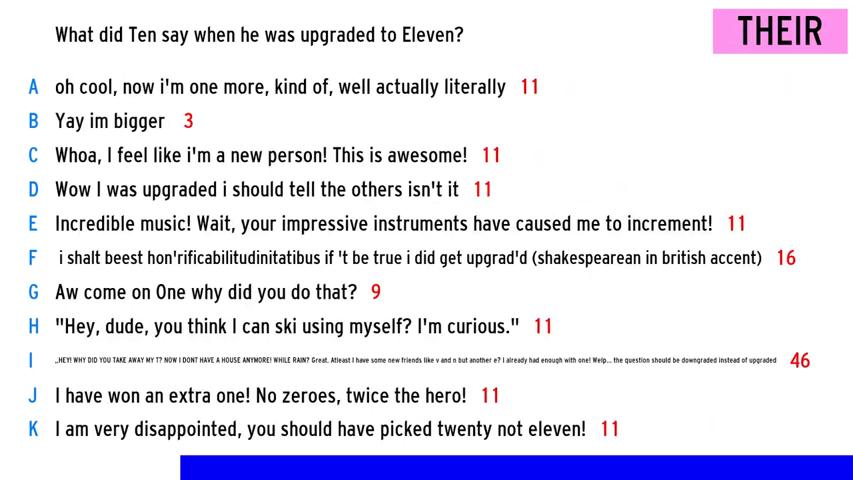 What did Ten say when he was upgraded to Eleven?
THEIR
A oh cool, now i'm one more, kind of, well actually literally 11
B Yay im bigger 3
C Whoa, I feel like i'm a new person! This is awesome! 11
D Wow I was upgraded i should tell the others isn't it 11
E Incredible music! Wait, your impressive instruments have caused me to increment! 11
F i shalt beest hon'rificabilitudinitatibus if 't be true i did get upgrad'd (shakespearean in british accent) 16
G Aw come on One why did you do that? 9
H "Hey, dude, you think I can ski using myself? I'm curious." 11
I „HEY! WHY DID YOU TAKE AWAY MY T? NOW I DONT HAVE A HOUSE ANYMORE! WHILE RAIN? Great. Atleast I have some new friends like v and n but another e? I already had enough with one! Welp... the question should be downgraded instead of upgraded 46
J I have won an extra one! No zeroes, twice the hero! 11
K I am very disappointed, you should have picked twenty not eleven! 11